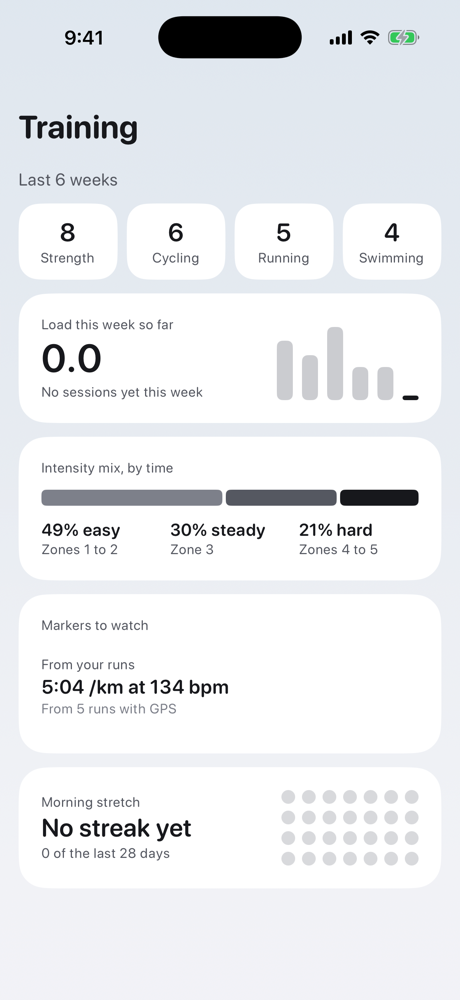 9:41
Training
Last 6 weeks
8
Strength
6
Cycling
5
Running
4
Swimming
Load this week so far
0.0
No sessions yet this week
Intensity mix, by time
49% easy
Zones 1 to 2
30% steady
Zone 3
21% hard
Zones 4 to 5
Markers to watch
From your runs
5:04 /km at 134 bpm
From 5 runs with GPS
Morning stretch
No streak yet
0 of the last 28 days